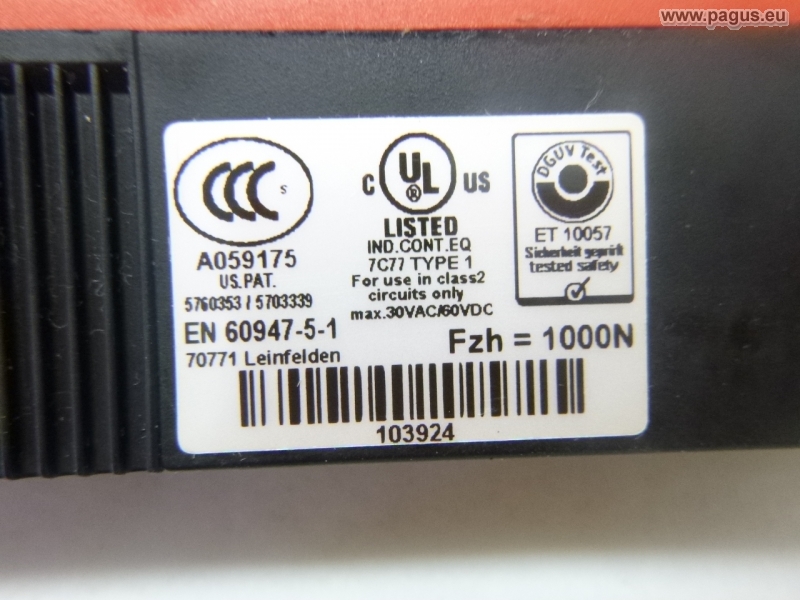 www.pagus.eu
CCC S
A059175
US.PAT.
5760353 / 5703339
EN 60947-5-1
70771 Leinfelden
C UL ® US
LISTED
IND.CONT.EQ
7C77 TYPE 1
For use in class2
circuits only
max.30VAC/60VDC
DGUV Test
ET 10057
Sicherheit geprüft
tested safety
Fzh = 1000N
103924